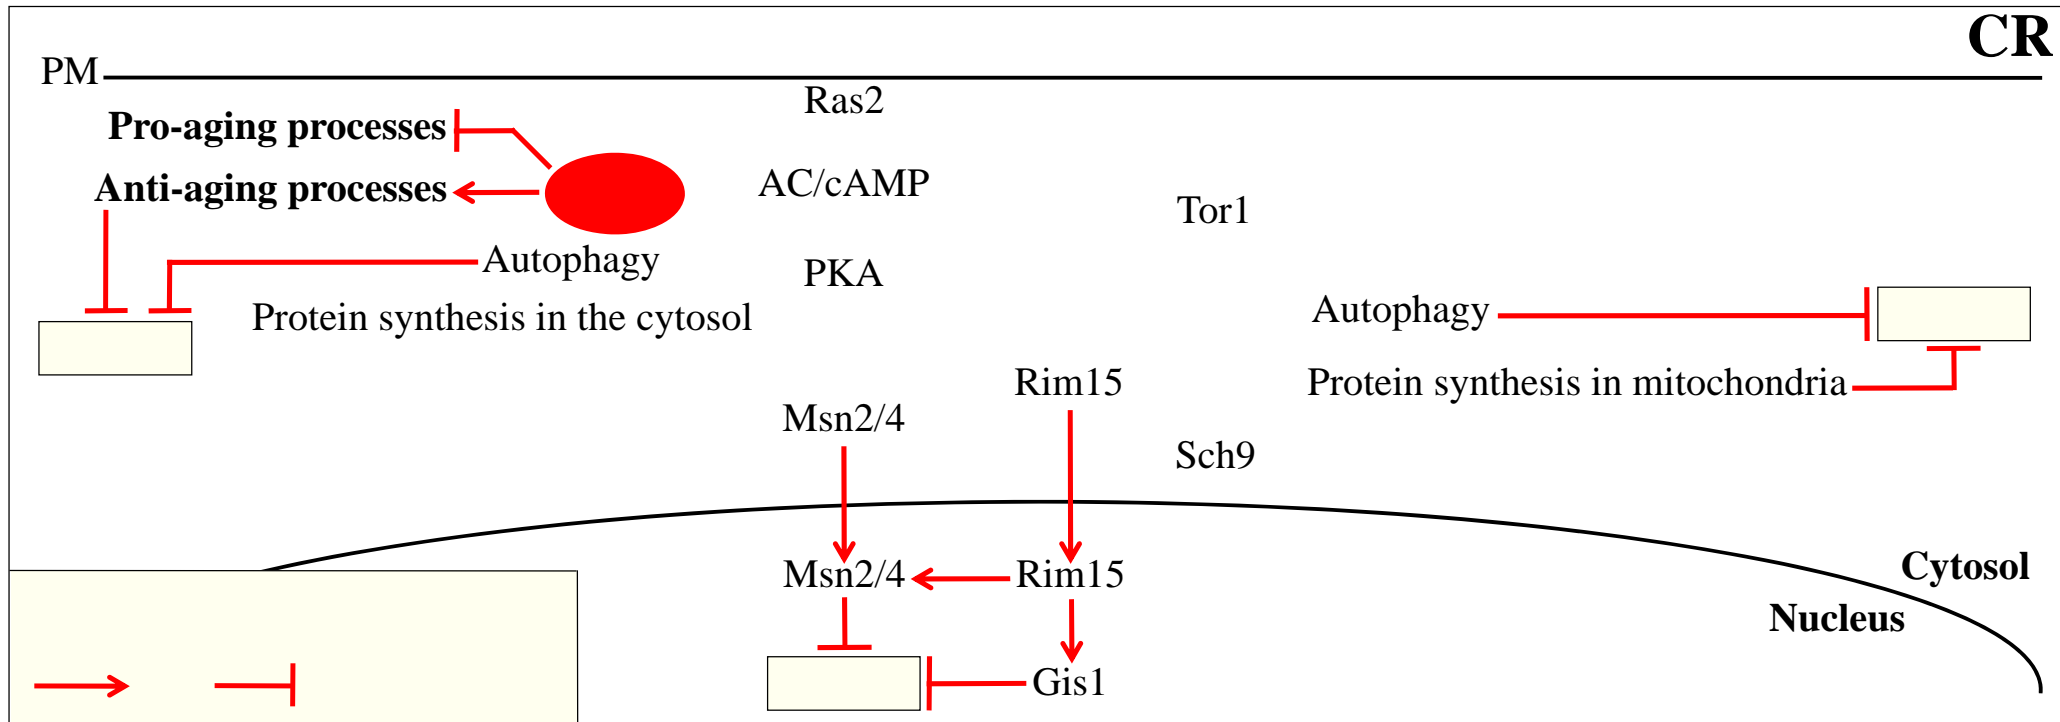 CR
PM
Ras2
Pro-aging processes
Anti-aging processes
AC/cAMP
Tor1
Autophagy
PKA
Protein synthesis in the cytosol
Autophagy
Rim15
Protein synthesis in mitochondria
Msn2/4
Sch9
Cytosol
Msn2/4
Rim15
Nucleus
Gis1